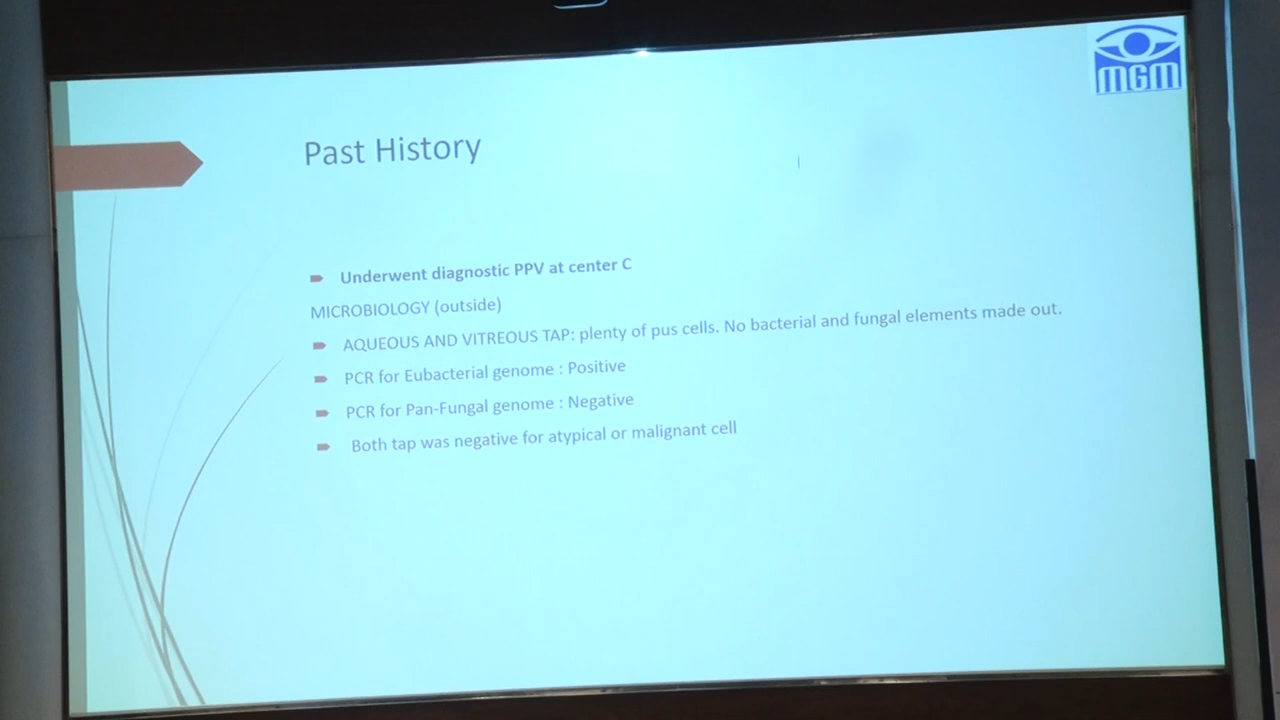 MGM
Past History
Underwent diagnostic PPV at center C
MICROBIOLOGY (outside)
AQUEOUS AND VITREOUS TAP: plenty of pus cells. No bacterial and fungal elements made out.
PCR for Eubacterial genome : Positive
PCR for Pan-Fungal genome : Negative
Both tap was negative for atypical or malignant cell